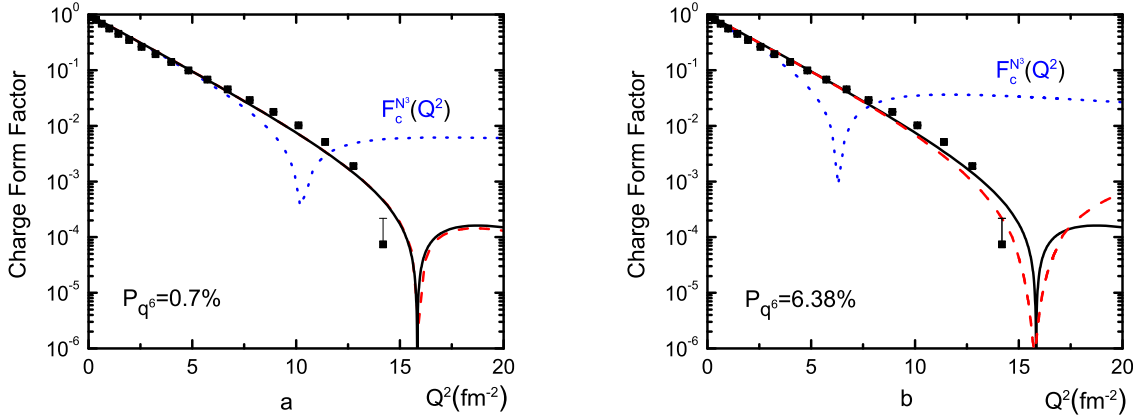 10^0
10^-1
10^-2
10^-3
10^-4
10^-5
10^-6
Charge Form Factor
F_c^{N^3}(Q^2)
P_{q^6}=0.7%
0 5 10 15 20
a
Q^2(fm^-2)
10^0
10^-1
10^-2
10^-3
10^-4
10^-5
10^-6
Charge Form Factor
F_c^{N^3}(Q^2)
P_{q^6}=6.38%
0 5 10 15 20
b
Q^2(fm^-2)